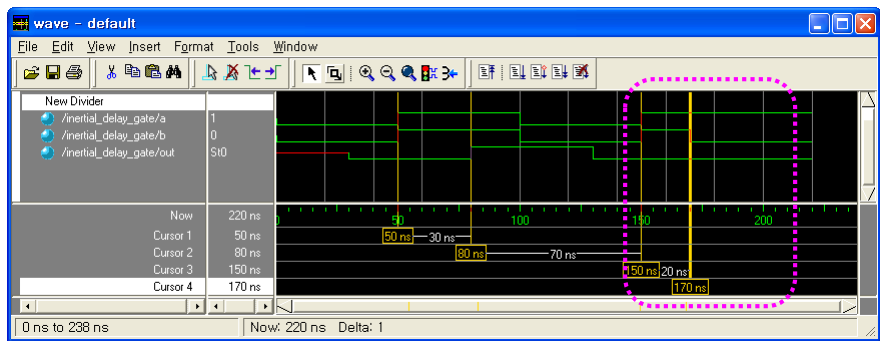 wave - default
File Edit View Insert Format Tools Window
New Divider
/inertial_delay_gate/a 1
/inertial_delay_gate/b 0
/inertial_delay_gate/out St0
Now 220 ns 0 50 100 150 200
Cursor 1 50 ns 50 ns 30 ns
Cursor 2 80 ns 80 ns 70 ns
Cursor 3 150 ns 150 ns 20 ns
Cursor 4 170 ns 170 ns
0 ns to 238 ns Now: 220 ns Delta: 1